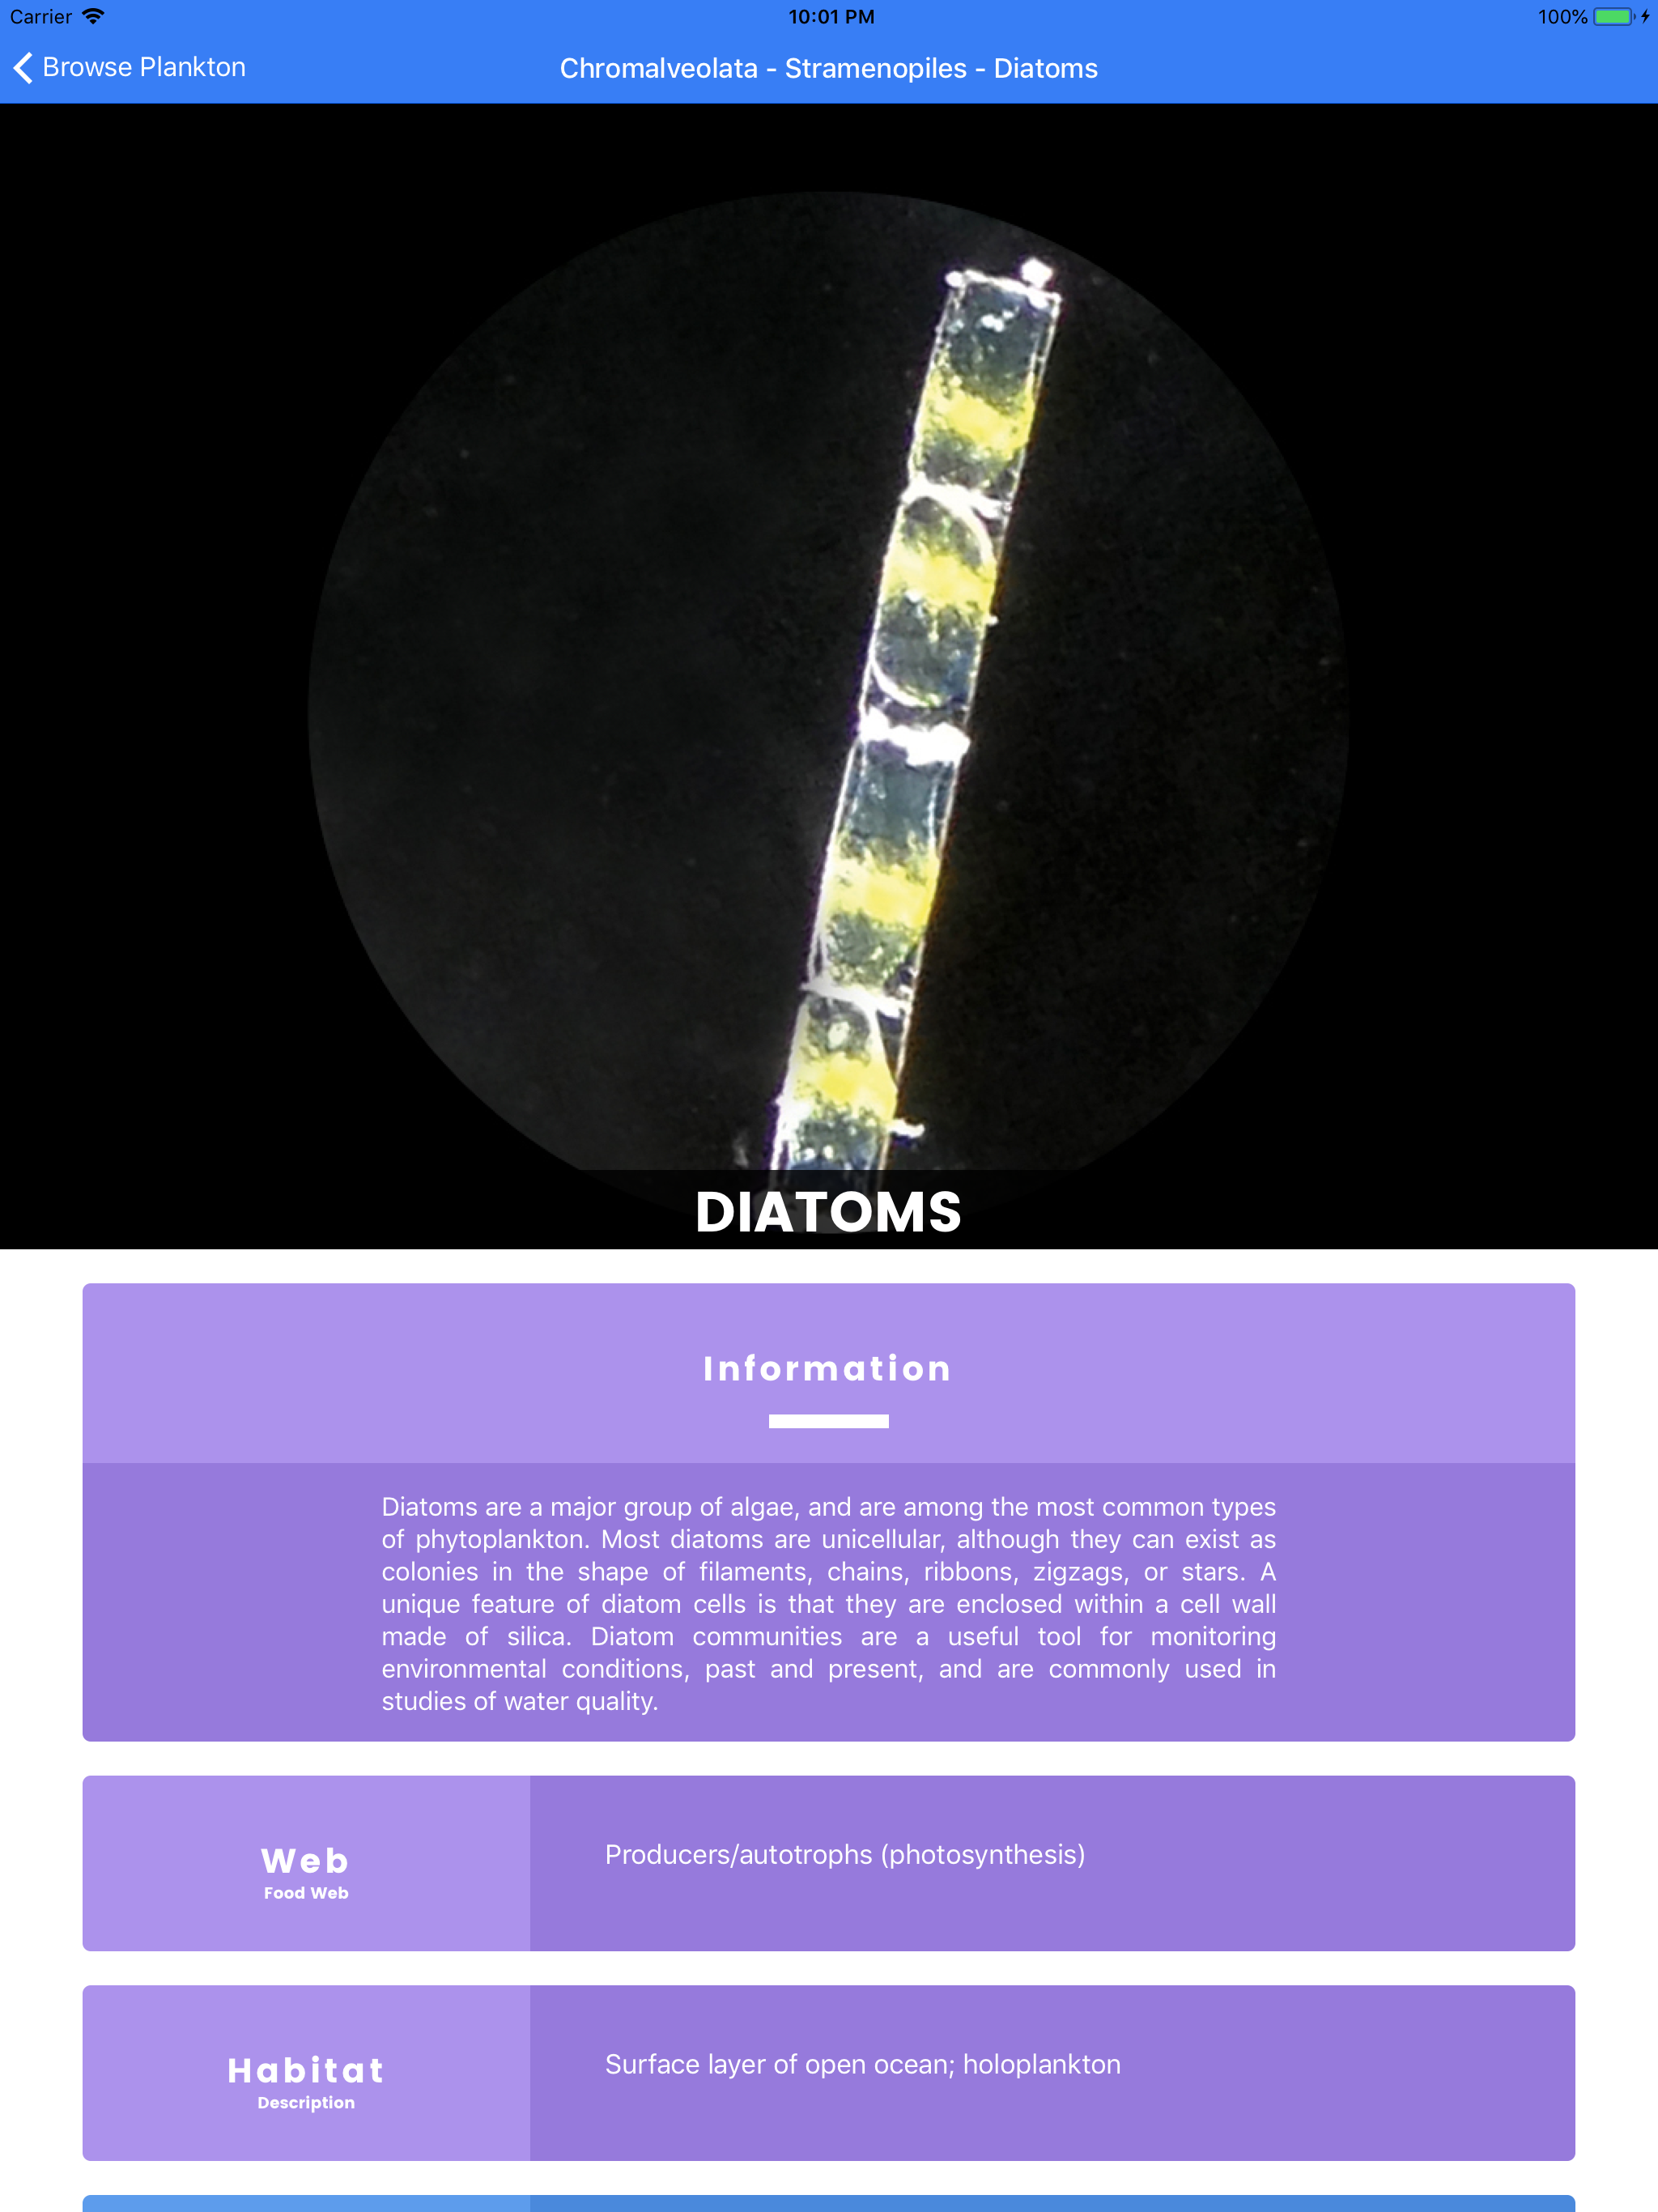 Carrier 10:01 PM 100%
Browse Plankton Chromalveolata - Stramenopiles - Diatoms
DIATOMS
Information
Diatoms are a major group of algae, and are among the most common types
of phytoplankton. Most diatoms are unicellular, although they can exist as
colonies in the shape of filaments, chains, ribbons, zigzags, or stars. A
unique feature of diatom cells is that they are enclosed within a cell wall
made of silica. Diatom communities are a useful tool for monitoring
environmental conditions, past and present, and are commonly used in
studies of water quality.
Web
Food Web
Producers/autotrophs (photosynthesis)
Habitat
Description
Surface layer of open ocean; holoplankton